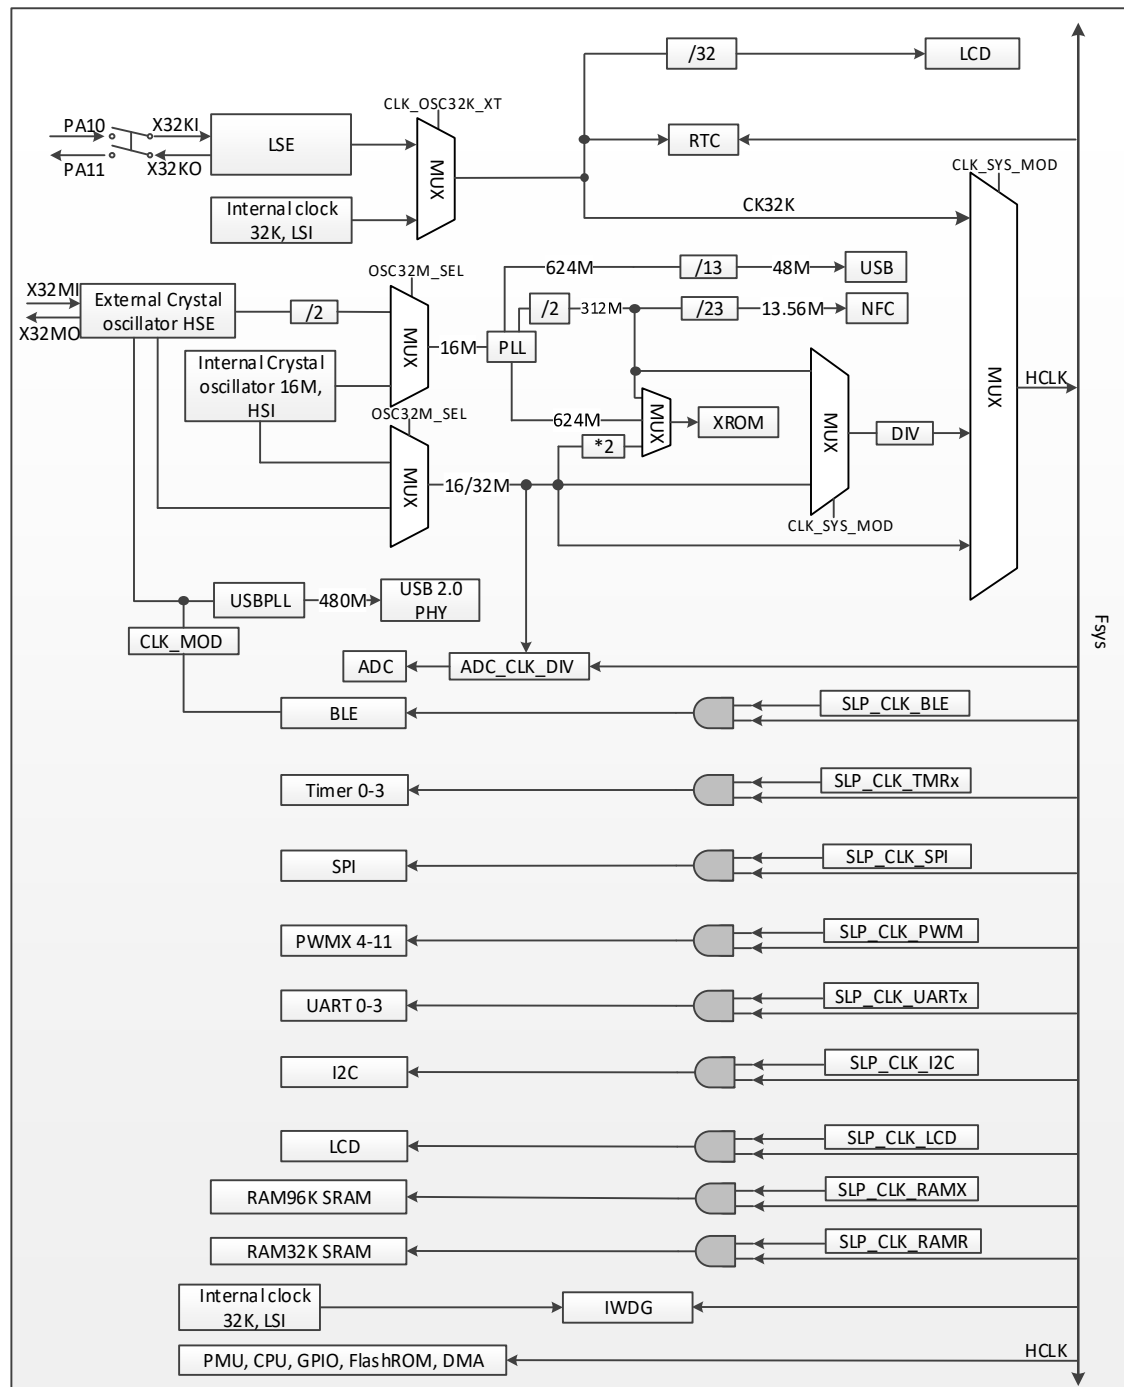 /32
LCD
CLK_OSC32K_XT
PA10
X32KI
LSE
MUX
RTC
PA11
X32KO
CLK_SYS_MOD
Internal clock
32K, LSI
CK32K
OSC32M_SEL
624M
/13
48M
USB
X32MI
External Crystal
oscillator HSE
X32MO
/2
/2
312M
/23
13.56M
NFC
MUX
16M
PLL
Internal Crystal
oscillator 16M,
HSI
MUX
HCLK
OSC32M_SEL
624M
MUX
XROM
MUX
DIV
*2
MUX
16/32M
CLK_SYS_MOD
USBPLL
480M
USB 2.0
PHY
CLK_MOD
Fsys
ADC
ADC_CLK_DIV
BLE
SLP_CLK_BLE
Timer 0-3
SLP_CLK_TMRx
SPI
SLP_CLK_SPI
PWMX 4-11
SLP_CLK_PWM
UART 0-3
SLP_CLK_UARTx
I2C
SLP_CLK_I2C
LCD
SLP_CLK_LCD
RAM96K SRAM
SLP_CLK_RAMX
RAM32K SRAM
SLP_CLK_RAMR
Internal clock
32K, LSI
IWDG
PMU, CPU, GPIO, FlashROM, DMA
HCLK